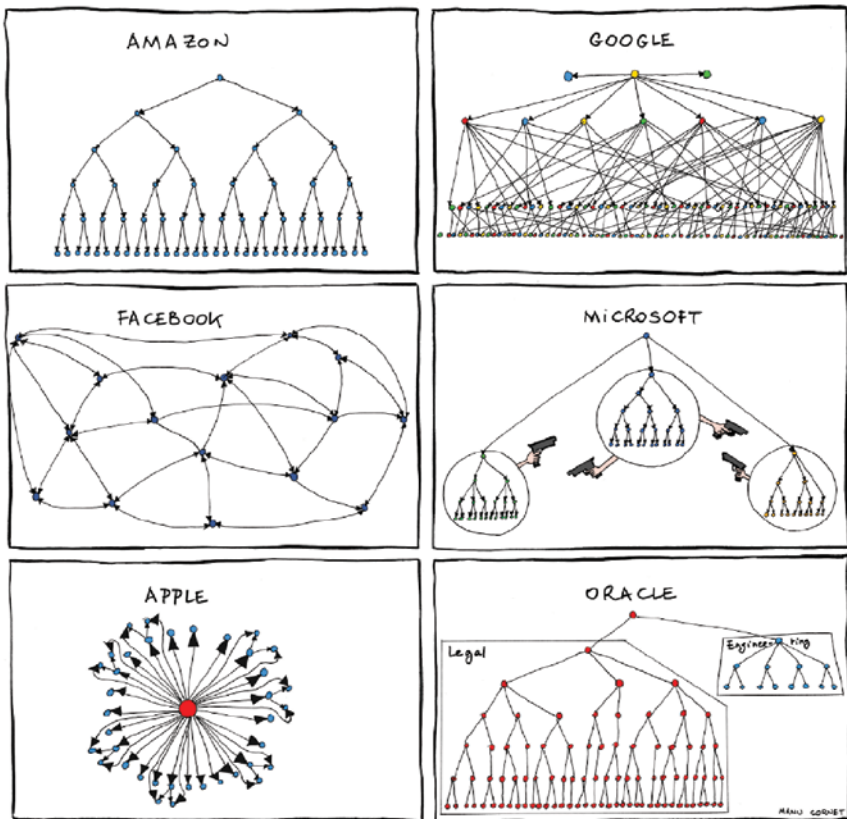 AMAZON
GOOGLE
FACEBOOK
MICROSOFT
APPLE
ORACLE
Legal
Engineering
MANU CORNET